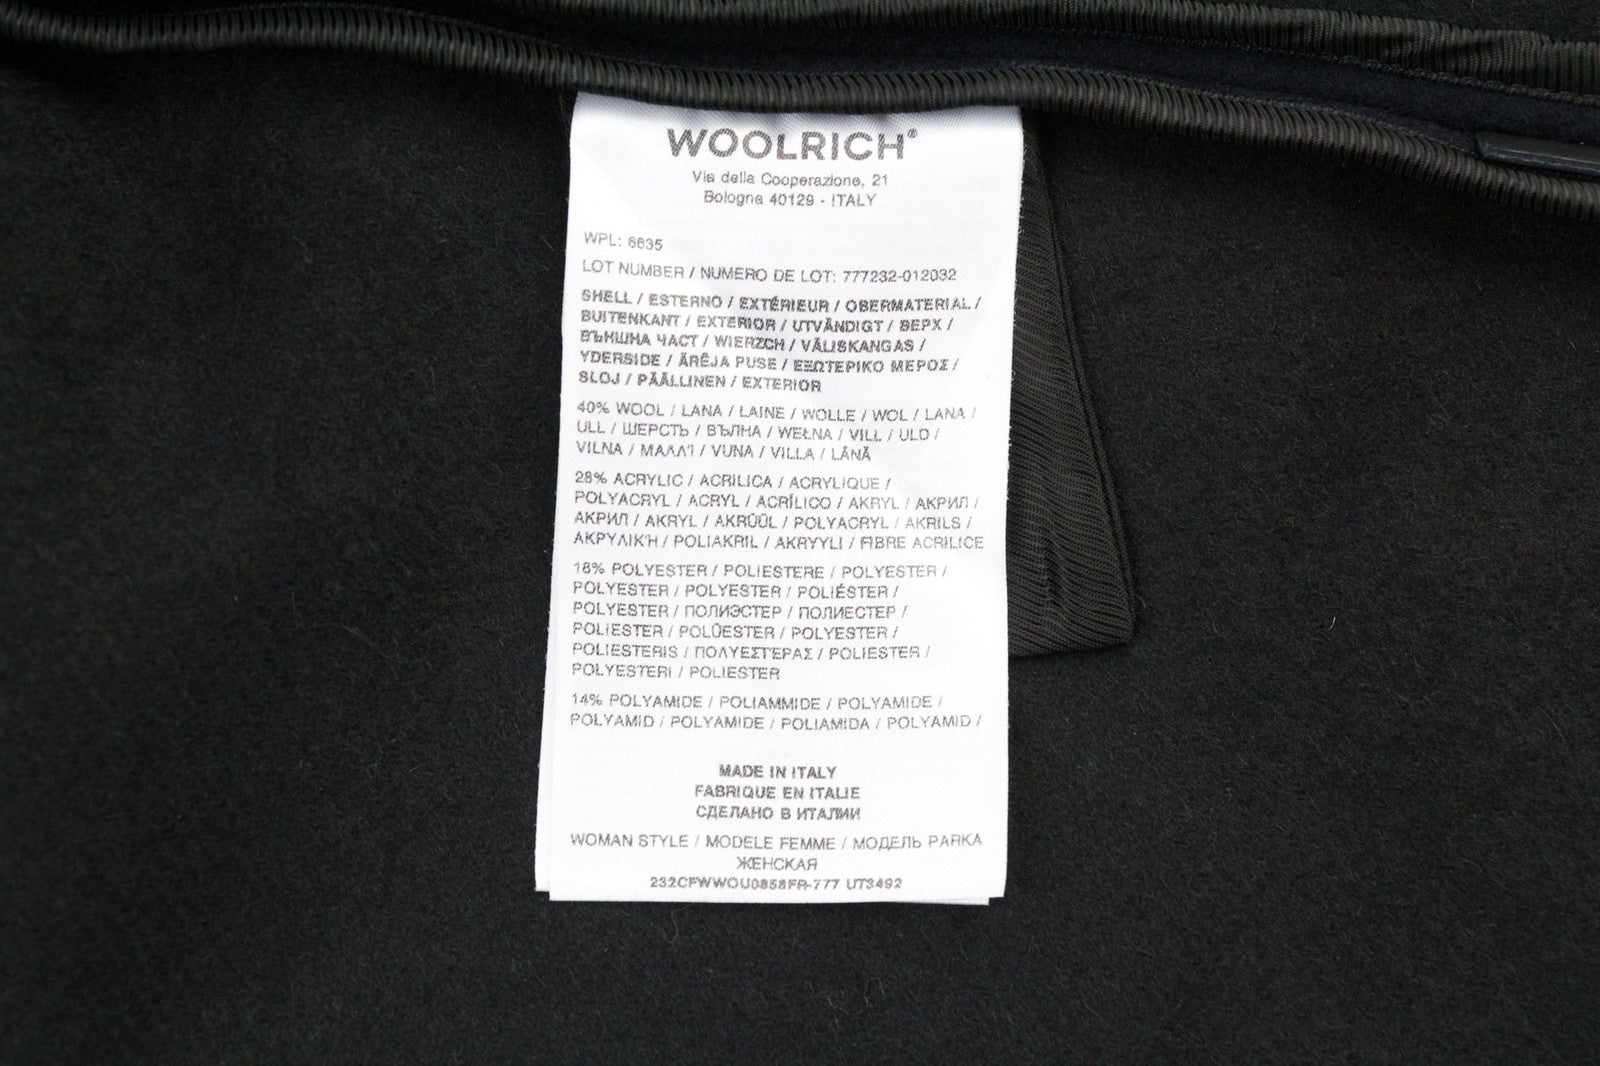 WOOLRICH®
Via della Cooperazione, 21
Bologna 40129 - ITALY
WPL: 6635
LOT NUMBER / NUMERO DE LOT: 777232-012032
SHELL / ESTERNO / EXTÉRIEUR / OBERMATERIAL /
BUITENKANT / EXTERIOR / UTVÄNDIGT / ВЕРХ /
ВЪНШНА ЧАСТ / WIERZCH / VÄLISKANGAS /
YDERSIDE / ĀRĒJA PUSE / ΕΞΩΤΕΡΙΚΟ ΜΕΡΟΣ /
SLOJ / PÄÄLLINEN / EXTERIOR
40% WOOL / LANA / LAINE / WOLLE / WOL / LANA /
ULL / ШЕРСТЬ / ВЪЛНА / WEŁNA / VILL / ULD /
VILNA / ΜΑΛΛ'Ι / VUNA / VILLA / LÂNĂ
28% ACRYLIC / ACRILICA / ACRYLIQUE /
POLYACRYL / ACRYL / ACRÍLICO / AKRYL / АКРИЛ /
АКРИЛ / AKRYL / AKRÜÜL / POLYACRYL / AKRILS /
ΑΚΡΥΛΙΚ'Η / POLIAKRIL / AKRYYLI / FIBRE ACRILICE
18% POLYESTER / POLIESTERE / POLYESTER /
POLYESTER / POLYESTER / POLIÉSTER /
POLYESTER / ПОЛИЭСТЕР / ПОЛИЕСТЕР /
POLIESTER / POLÜESTER / POLYESTER /
POLIESTERIS / ΠΟΛΥΕΣΤ'ΕΡΑΣ / POLIESTER /
POLYESTERI / POLIESTER
14% POLYAMIDE / POLIAMMIDE / POLYAMIDE /
POLYAMID / POLYAMIDE / POLIAMIDA / POLYAMID /
MADE IN ITALY
FABRIQUE EN ITALIE
СДЕЛАНО В ИТАЛИИ
WOMAN STYLE / MODELE FEMME / МОДЕЛЬ PARKA
ЖЕНСКАЯ
232CFWWOU0858FR-777 UT3492